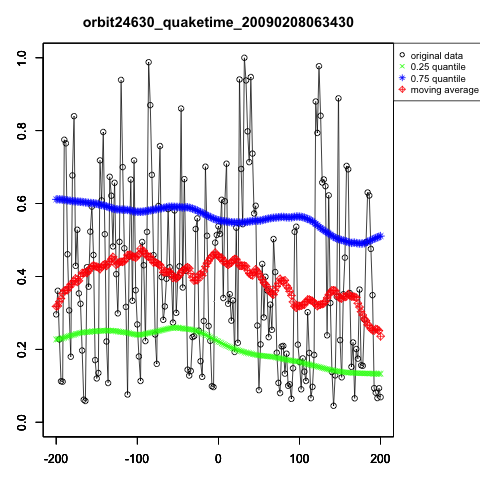 orbit24630_quaketime_20090208063430
original data
0.25 quantile
0.75 quantile
moving average
1.0
0.8
0.6
0.4
0.2
0.0
-200 -100 0 100 200